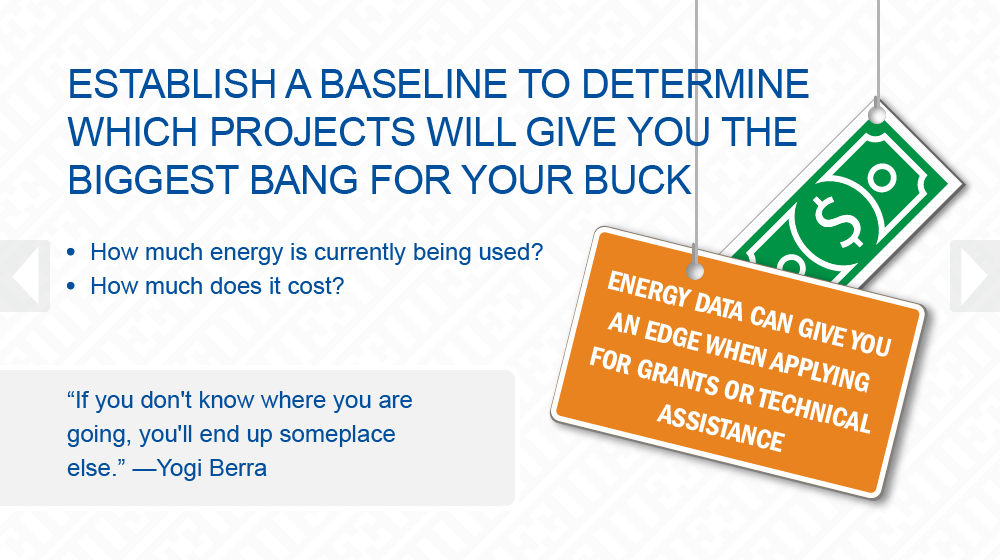 ESTABLISH A BASELINE TO DETERMINE
WHICH PROJECTS WILL GIVE YOU THE
BIGGEST BANG FOR YOUR BUCK
• How much energy is currently being used?
• How much does it cost?
“If you don't know where you are
going, you'll end up someplace
else.” —Yogi Berra
$
ENERGY DATA CAN GIVE YOU
AN EDGE WHEN APPLYING
FOR GRANTS OR TECHNICAL
ASSISTANCE